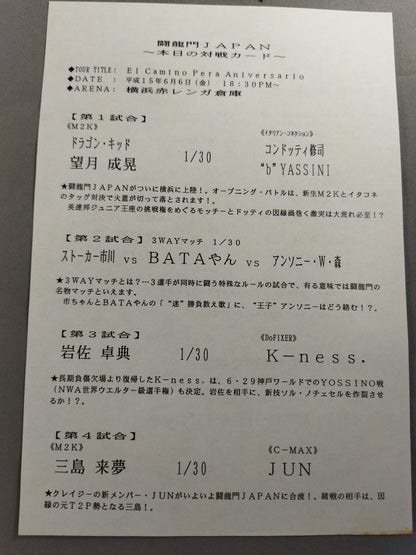 闘龍門JAPAN
～本日の対戦カード～
◆TOUR TITLE: El Camino Pera Aniversario
◆DATE : 平成15年6月6日(金) 18:30PM～
◆ARENA: 横浜赤レンガ倉庫
【第1試合】
《M2K》 《イタリアン・コネクション》
ドラゴン・キッド コンドッティ修司
望月 成晃 1/30 “b”YASSINI
★闘龍門JAPANがついに横浜に上陸!。オープニング・バトルは、新生M2Kとイタコネ
のタッグ対決で火蓋が切って落とされます!。
英連邦ジュニア王座の挑戦権をめぐるモッチーとドッティの因縁渦巻く激突は大荒れ必至!?
【第2試合】 3WAYマッチ 1/30
ストーカー市川 vs BATAやん vs アンソニー・W・森
★3WAYマッチとは?…3選手が同時に闘う特殊なルールの試合で、有る意味では闘龍門の
名物マッチといえます。
市ちゃんとBATAやんの「“迷”勝負数え歌」に、“王子”アンソニーはどう絡む!?。
【第3試合】
《DoFIXER》
岩佐 卓典 1/30 K-ness.
★長期負傷欠場より復帰したK-ness.は、6・29神戸ワールドでのYOSSINO戦
(NWA世界ウエルター級選手権)も決定。岩佐を相手に、新技ソル・ノチェセルを炸裂させ
るか!?。
【第4試合】
《M2K》 《C-MAX》
三島 来夢 1/30 JUN
★クレイジーの新メンバー・JUNがいよいよ闘龍門JAPANに合流!。緒戦の相手は、因
縁の元T2P勢となる三島!。